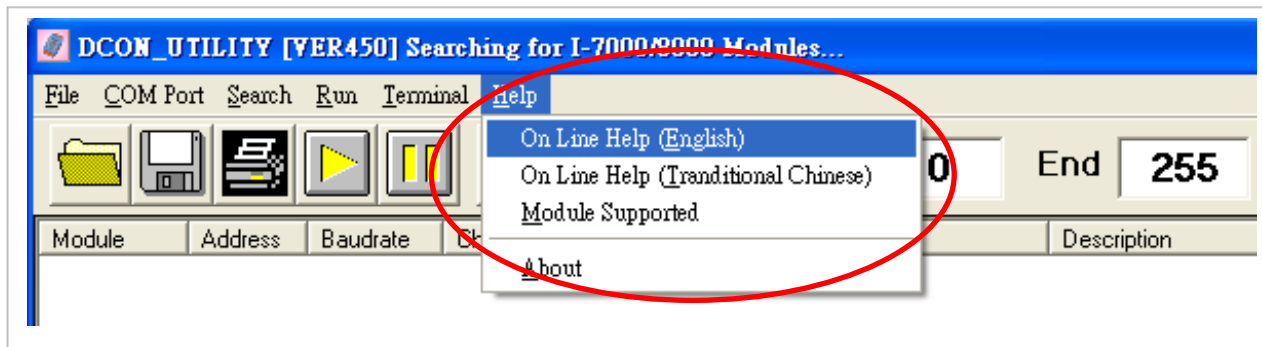 DCON_UTILITY [VER450] Searching for I-7000/8000 Modules...
File COM Port Search Run Terminal Help
On Line Help (English)
On Line Help (Tranditional Chinese)
Module Supported
About
0 End 255
Module Address Baudrate Description